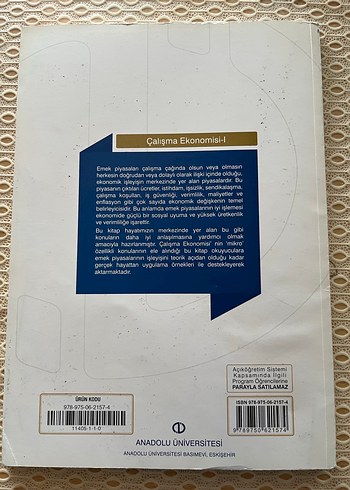 Çalışma Ekonomisi-I
Emek piyasaları çalışma çağında olsun veya olmasın
herkesin doğrudan veya dolaylı olarak ilişki içinde olduğu,
ekonomik işleyişin merkezinde yer alan piyasalardır. Bu
piyasanın çıktıları ücretler, istihdam, işsizlik, sendikalaşma,
çalışma koşulları, iş güvenliği, verimlilik, maliyetler ve
enflasyon gibi çok sayıda ekonomik değişkenin temel
belirleyicisidir. Bu anlamda emek piyasalarının iyi işlemesi
ekonomide güçlü bir sosyal uyuma ve yüksek üretkenlik
ve verimliliğe işarettir.
Bu kitap hayatımızın merkezinde yer alan bu gibi
konuların daha iyi anlaşılmasına yardımcı olmak
amacıyla hazırlanmıştır. Çalışma Ekonomisi' nin 'mikro'
özellikli konularının ele alındığı bu kitap okuyuculara
emek piyasalarının işleyişini teorik açıdan olduğu kadar
gerçek hayattan uygulama örnekleri ile destekleyerek
aktarmaktadır.
Açıköğretim Sistemi
Kapsamında İlgili
Program Öğrencilerine
PARAYLA SATILAMAZ
ÜRÜN KODU
978-975-06-2157-4
11405-1-1-0
ISBN 978-975-06-2157-4
9 789750 621574
ANADOLU ÜNİVERSİTESİ
ANADOLU ÜNİVERSİTESİ BASIMEVİ, ESKİŞEHİR